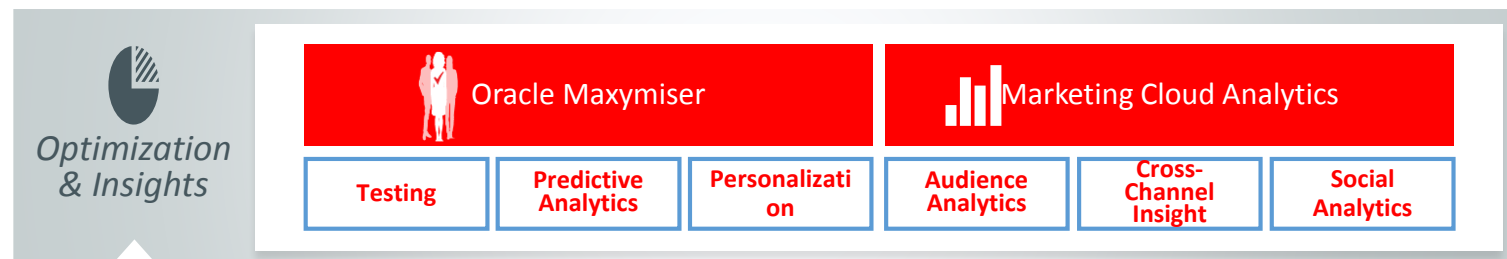 Optimization
& Insights
Oracle Maxymiser
Marketing Cloud Analytics
Testing
Predictive
Analytics
Personalizati
on
Audience
Analytics
Cross-
Channel
Insight
Social
Analytics